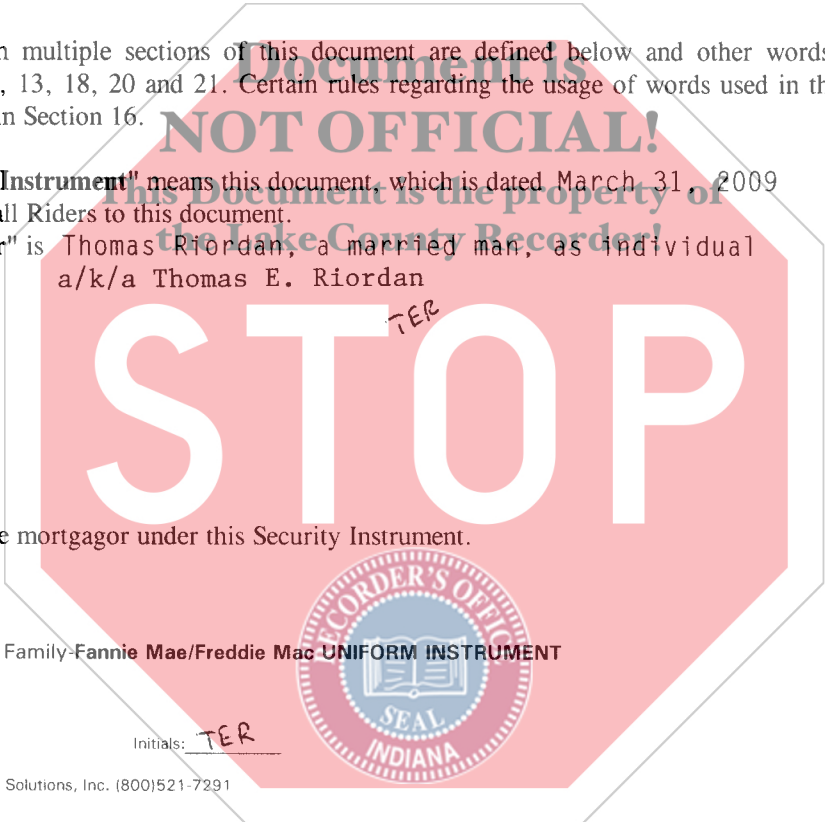 n multiple sections of this document are defined below and other words
, 13, 18, 20 and 21. Certain rules regarding the usage of words used in th
in Section 16.
Document is
NOT OFFICIAL!
This Document is the property of
the Lake County Recorder!
Instrument" means this document, which is dated March 31, 2009
all Riders to this document.
r" is Thomas Riordan, a married man, as individual
a/k/a Thomas E. Riordan
TER
STOP
e mortgagor under this Security Instrument.
RECORDER'S OFFICE
SEAL
INDIANA
Family-Fannie Mae/Freddie Mac UNIFORM INSTRUMENT
Initials: TER
Solutions, Inc. (800)521-7291